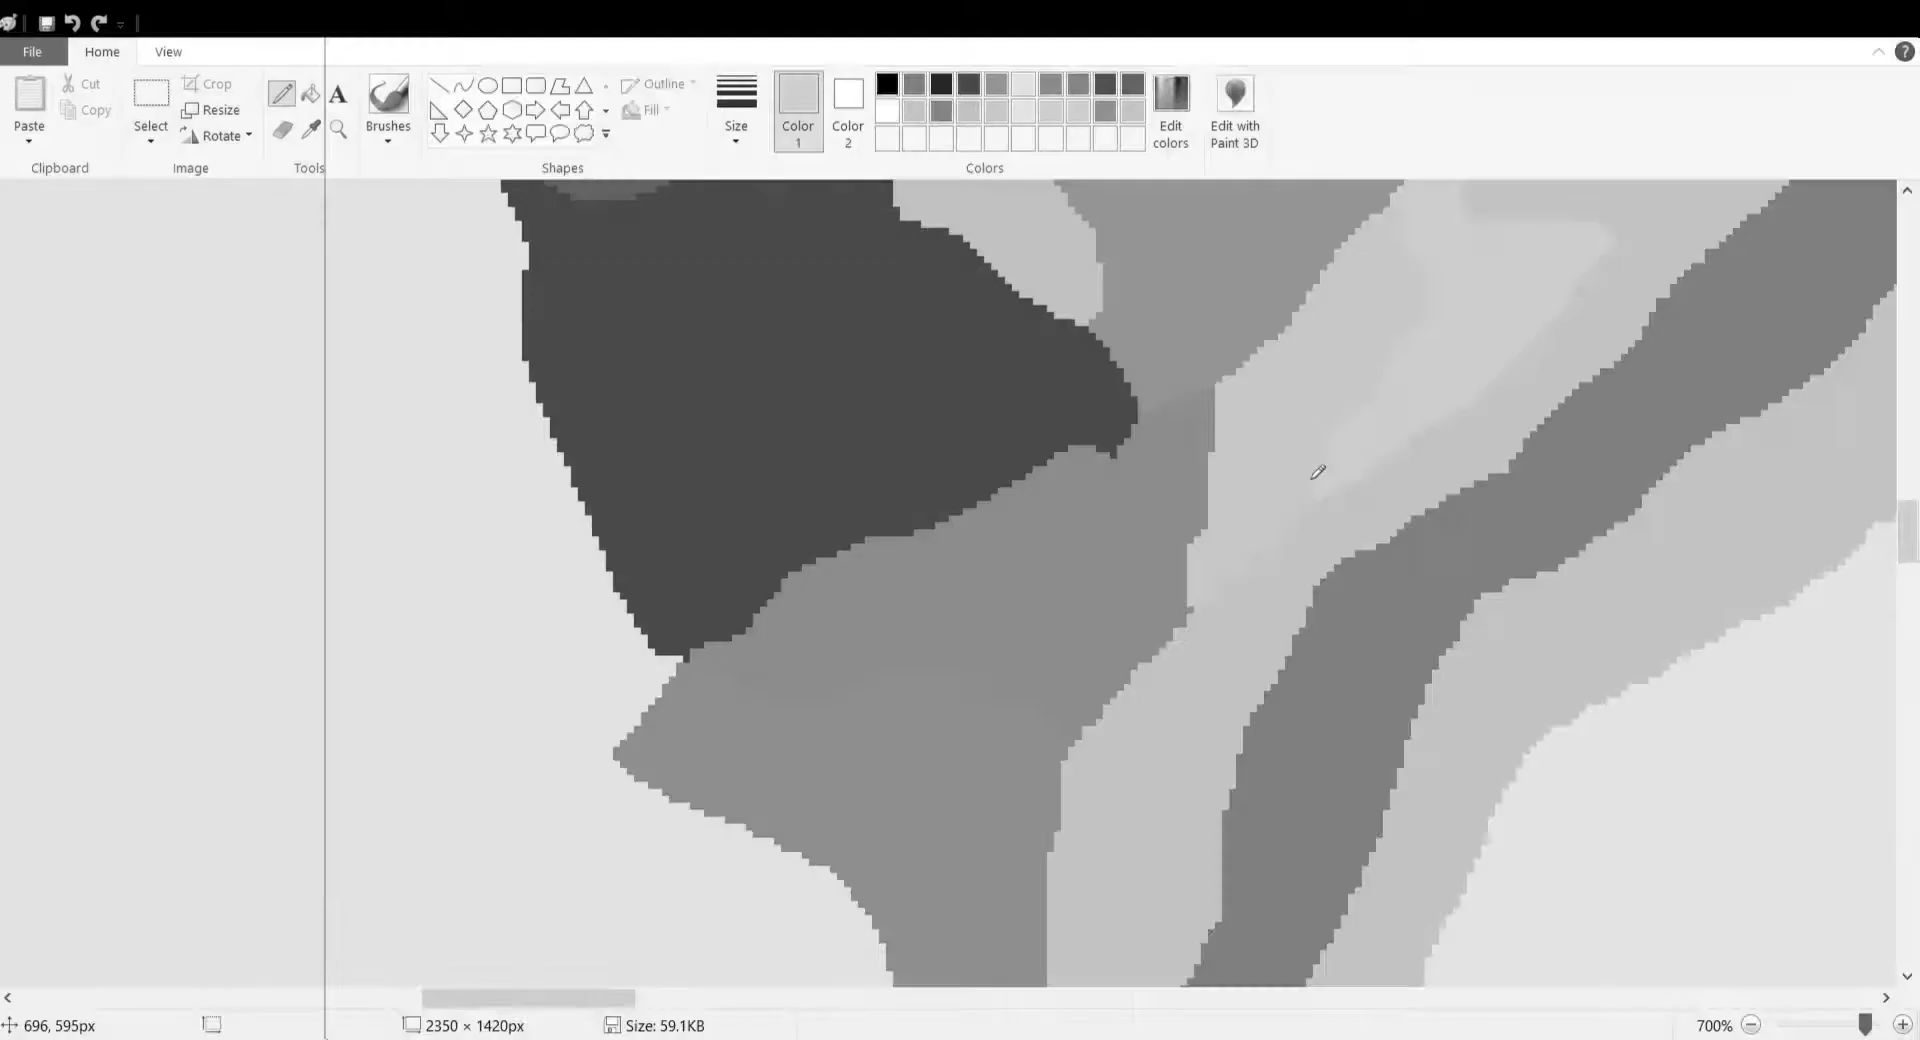 File Home View
Paste
Cut
Copy
Clipboard
Select
Crop
Resize
Rotate
Image
A
Tools
Brushes
Outline
Fill
Shapes
Size
Color
1
Color
2
Colors
Edit
colors
Edit with
Paint 3D
?
696, 595px
2350 × 1420px
Size: 59.1KB
700%